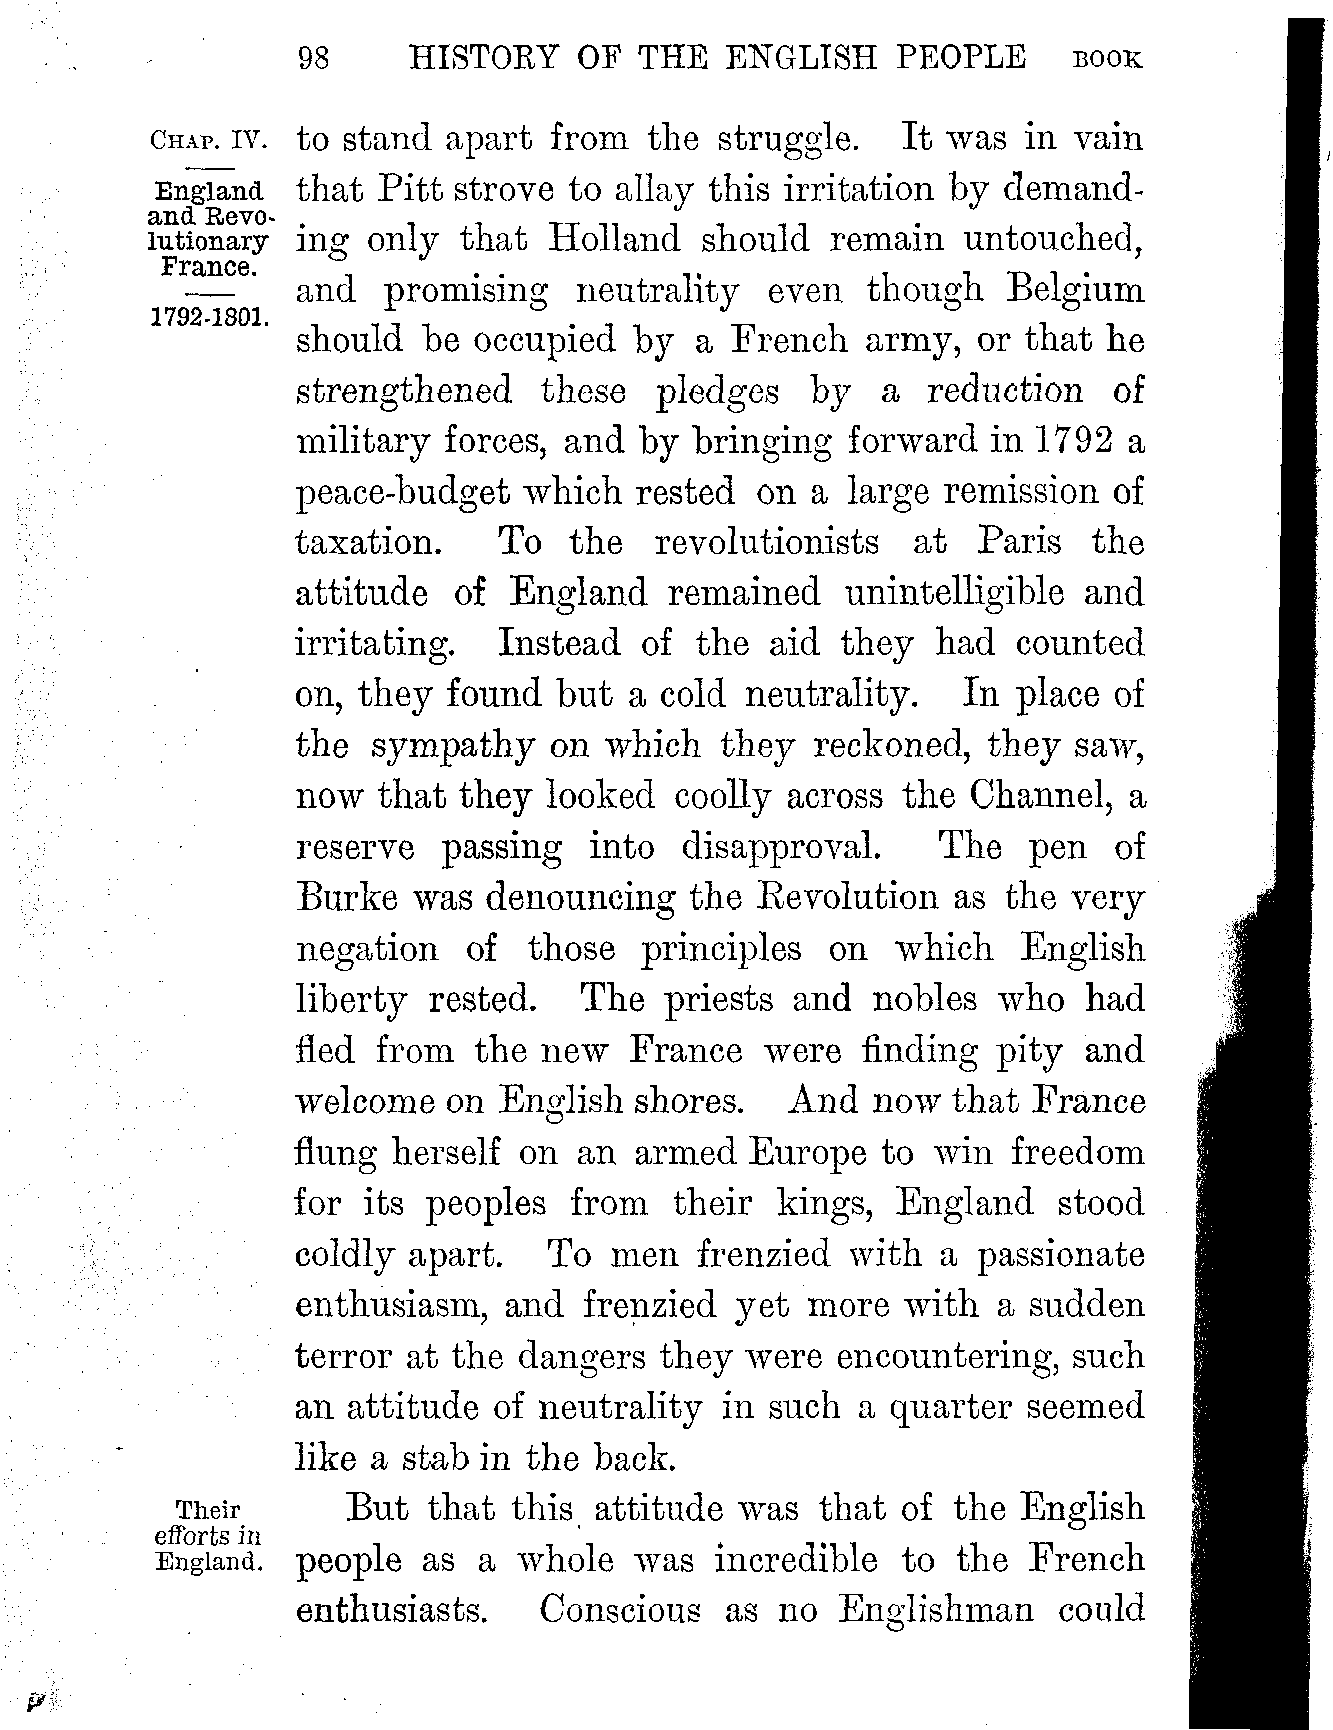 98 HISTORY OF THE ENGLISH PEOPLE BOOK
CHAP. IV.
England
and Revo-
lutionary
France.
1792-1801.
to stand apart from the struggle. It was in vain
that Pitt strove to allay this irritation by demand-
ing only that Holland should remain untouched,
and promising neutrality even though Belgium
should be occupied by a French army, or that he
strengthened these pledges by a reduction of
military forces, and by bringing forward in 1792 a
peace-budget which rested on a large remission of
taxation. To the revolutionists at Paris the
attitude of England remained unintelligible and
irritating. Instead of the aid they had counted
on, they found but a cold neutrality. In place of
the sympathy on which they reckoned, they saw,
now that they looked coolly across the Channel, a
reserve passing into disapproval. The pen of
Burke was denouncing the Revolution as the very
negation of those principles on which English
liberty rested. The priests and nobles who had
fled from the new France were finding pity and
welcome on English shores. And now that France
flung herself on an armed Europe to win freedom
for its peoples from their kings, England stood
coldly apart. To men frenzied with a passionate
enthusiasm, and frenzied yet more with a sudden
terror at the dangers they were encountering, such
an attitude of neutrality in such a quarter seemed
like a stab in the back.
Their
efforts in
England.
But that this attitude was that of the English
people as a whole was incredible to the French
enthusiasts. Conscious as no Englishman could